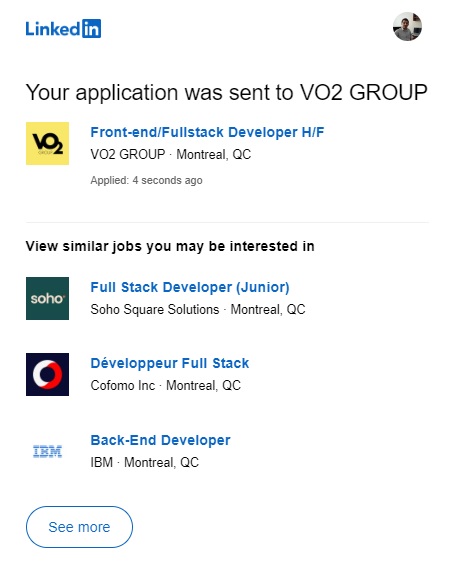 LinkedIn
Your application was sent to VO2 GROUP
VO2
GROUP
Front-end/Fullstack Developer H/F
VO2 GROUP · Montreal, QC
Applied: 4 seconds ago
View similar jobs you may be interested in
soho
Full Stack Developer (Junior)
Soho Square Solutions · Montreal, QC
Développeur Full Stack
Cofomo Inc · Montreal, QC
IBM
Back-End Developer
IBM · Montreal, QC
See more